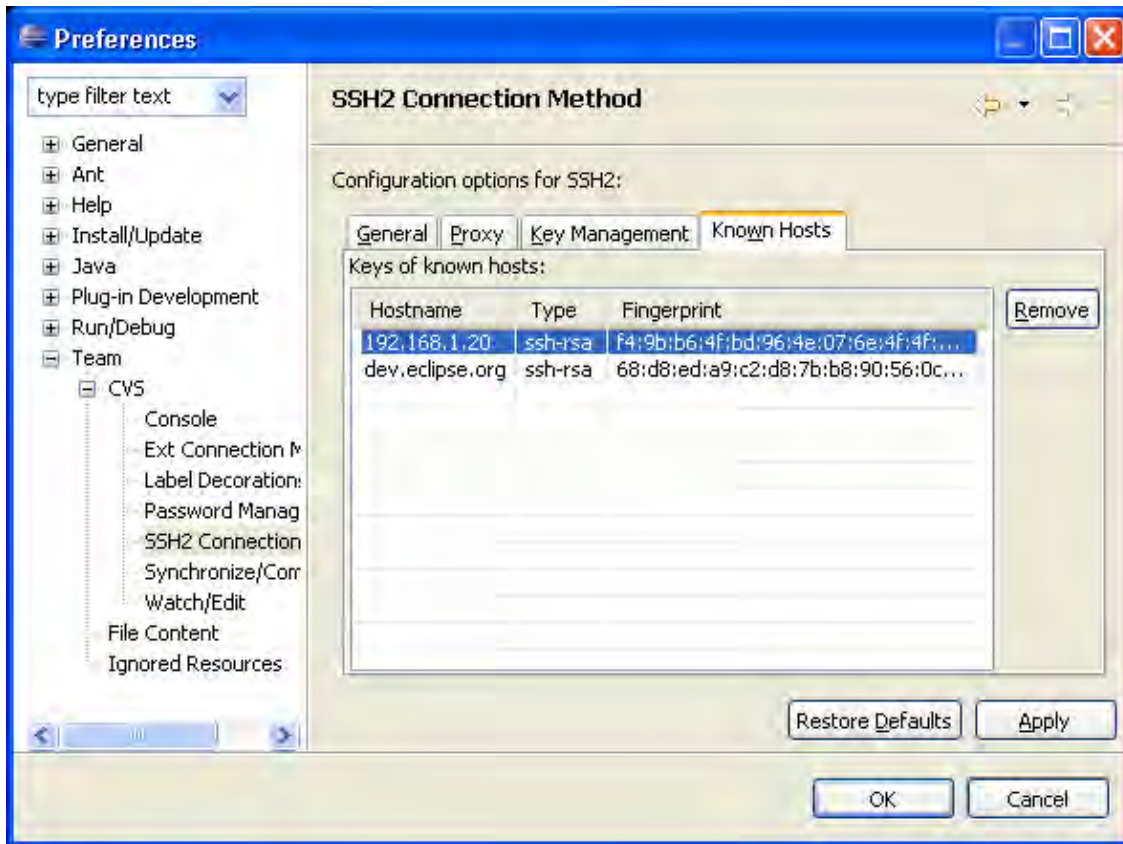 Preferences
type filter text
General
Ant
Help
Install/Update
Java
Plug-in Development
Run/Debug
Team
CVS
Console
Ext Connection M
Label Decorations
Password Manag
SSH2 Connection
Synchronize/Com
Watch/Edit
File Content
Ignored Resources
SSH2 Connection Method
Configuration options for SSH2:
General Proxy Key Management Known Hosts
Keys of known hosts:
Hostname Type Fingerprint
192.168.1.20 ssh-rsa f4:9b:b6:4f:bd:96:4e:07:6e:4f:4f:...
dev.eclipse.org ssh-rsa 68:d8:ed:a9:c2:d8:7b:b8:90:56:0c...
Remove
Restore Defaults Apply
OK Cancel